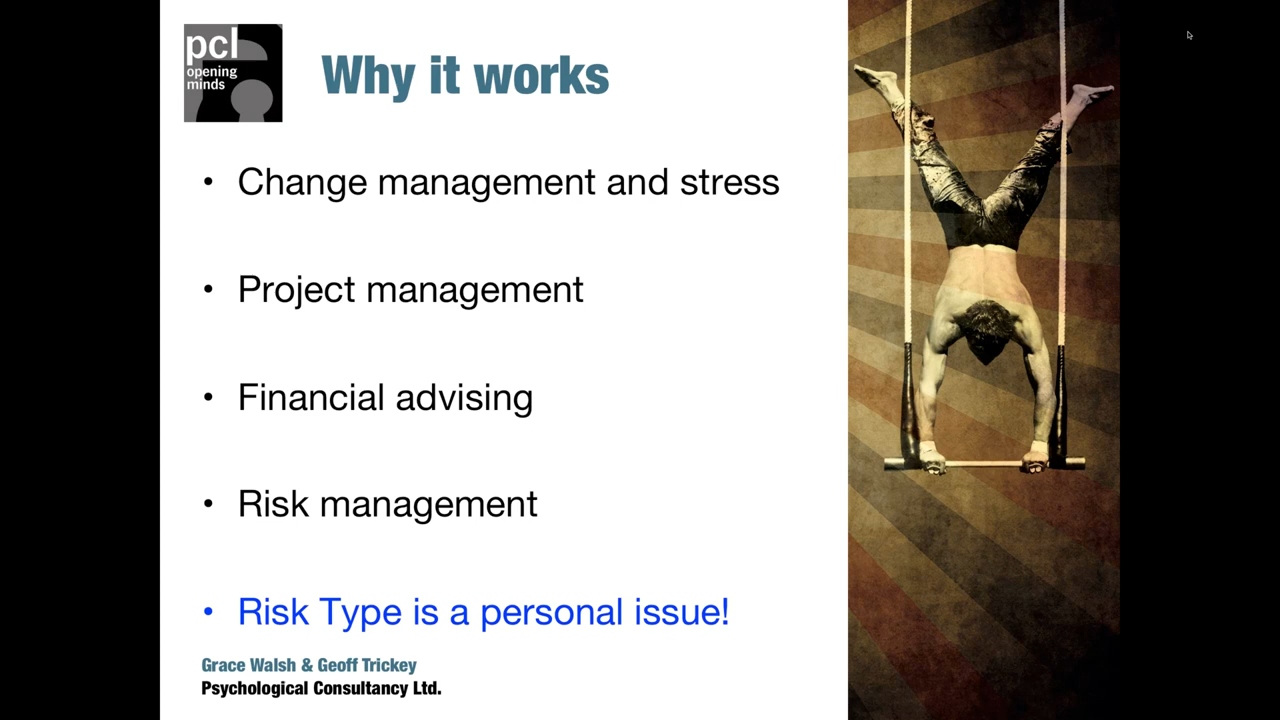 pcl
opening
minds
Why it works
• Change management and stress
• Project management
• Financial advising
• Risk management
• Risk Type is a personal issue!
Grace Walsh & Geoff Trickey
Psychological Consultancy Ltd.